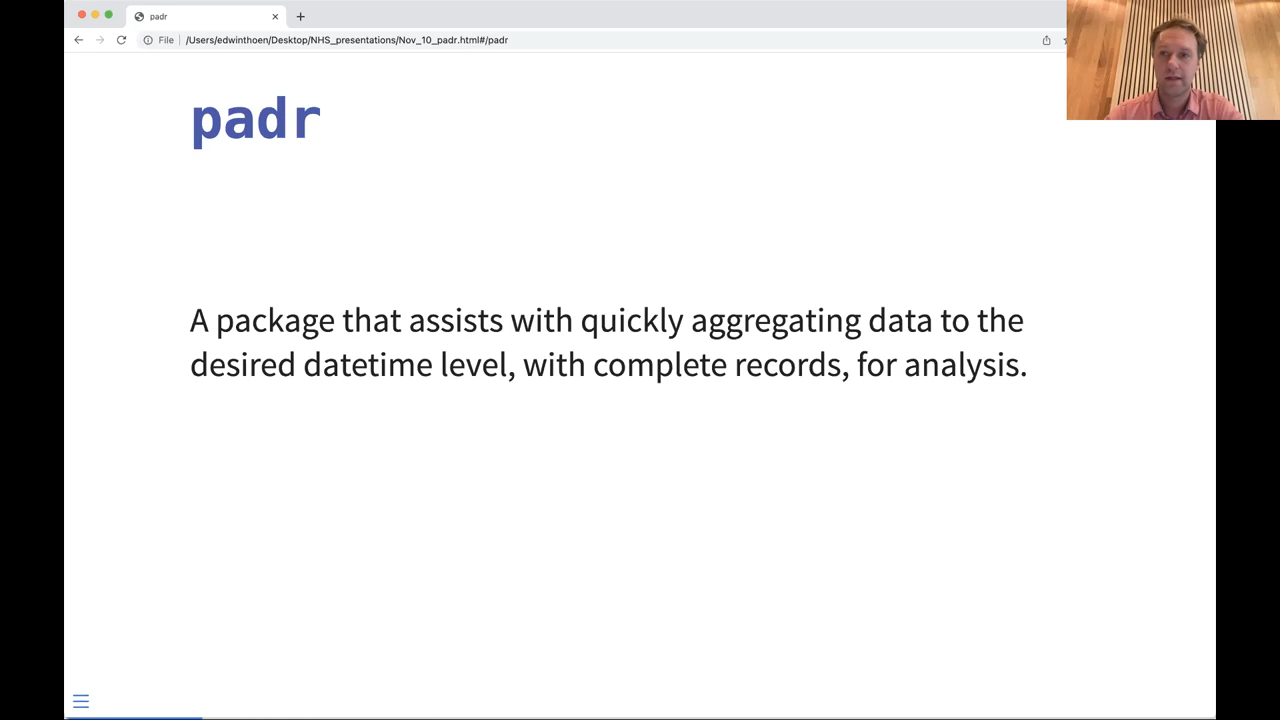 padr
File /Users/edwinthoen/Desktop/NHS_presentations/Nov_10_padr.html#/padr
padr
A package that assists with quickly aggregating data to the
desired datetime level, with complete records, for analysis.